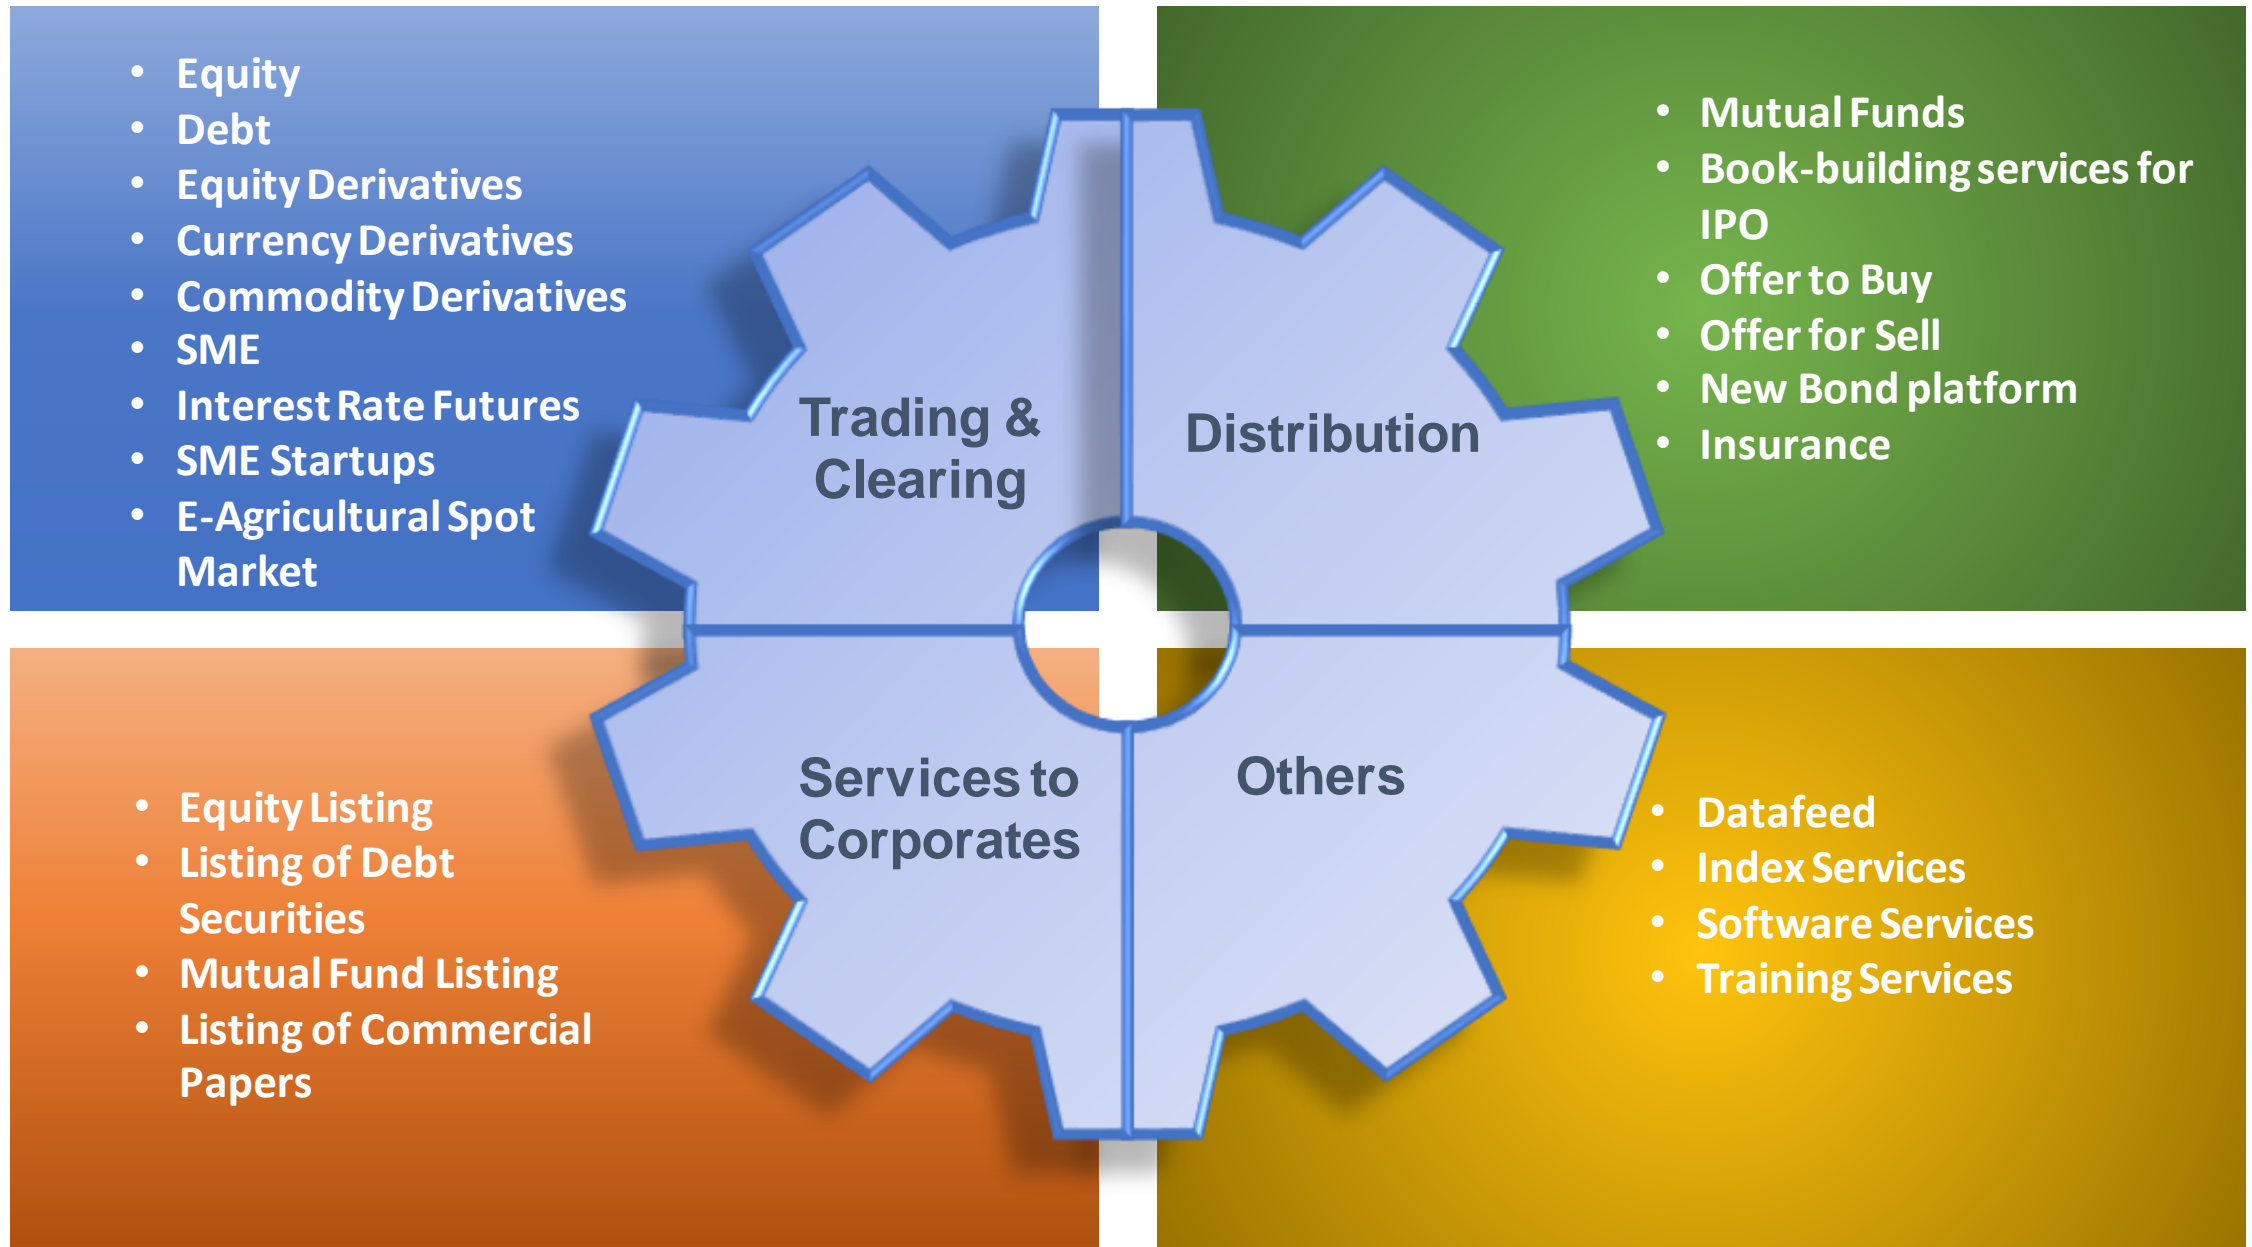 • Equity
• Debt
• Equity Derivatives
• Currency Derivatives
• Commodity Derivatives
• SME
• Interest Rate Futures
• SME Startups
• E-Agricultural Spot
Market
Trading &
Clearing
Distribution
• Mutual Funds
• Book-building services for
IPO
• Offer to Buy
• Offer for Sell
• New Bond platform
• Insurance
• Equity Listing
• Listing of Debt
Securities
• Mutual Fund Listing
• Listing of Commercial
Papers
Services to
Corporates
Others
• Datafeed
• Index Services
• Software Services
• Training Services